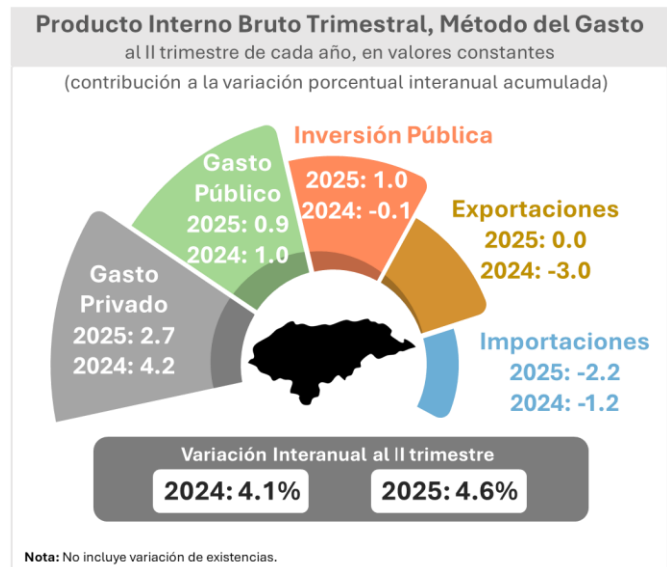 Producto Interno Bruto Trimestral, Método del Gasto
al II trimestre de cada año, en valores constantes
(contribución a la variación porcentual interanual acumulada)
Gasto
Privado
2025: 2.7
2024: 4.2
Gasto
Público
2025: 0.9
2024: 1.0
Inversión Pública
2025: 1.0
2024: -0.1
Exportaciones
2025: 0.0
2024: -3.0
Importaciones
2025: -2.2
2024: -1.2
Variación Interanual al II trimestre
2024: 4.1%
2025: 4.6%
Nota: No incluye variación de existencias.